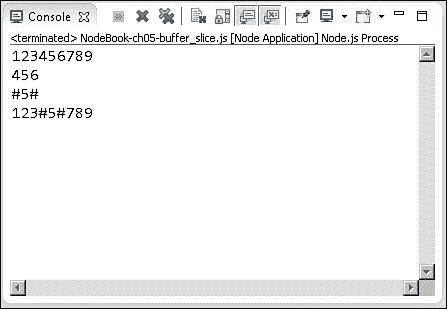 Console
<terminated> NodeBook-ch05-buffer_slice.js [Node Application] Node.js Process
123456789
456
#5#
123#5#789